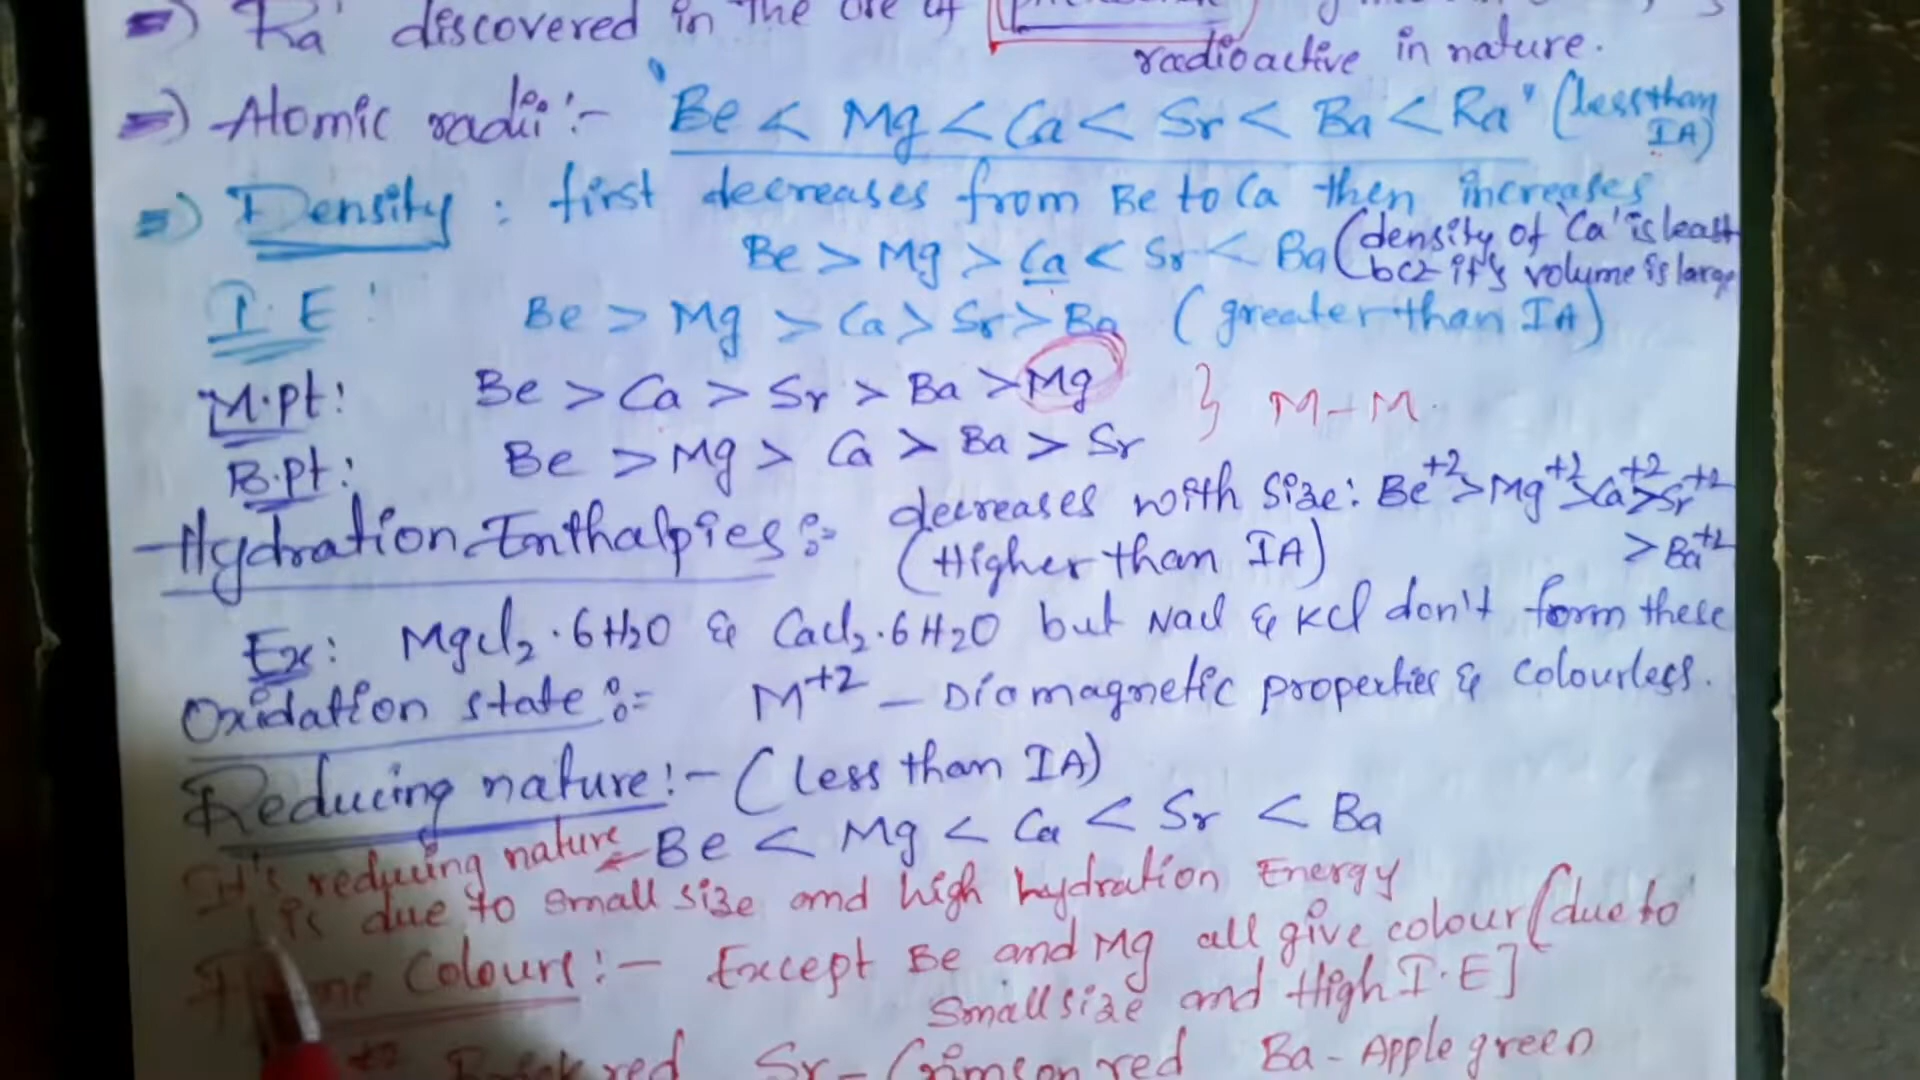 =) 'Ra' discovered in the ore of
radioactive in nature.
=) Atomic radii :- 'Be < Mg < Ca < Sr < Ba < Ra' (less than IA)
=) Density : first decreases from Be to Ca then increases
Be > Mg > Ca < Sr < Ba (density of 'Ca' is least bcz it's volume is large
I.E : Be > Mg > Ca > Sr > Ba (greater than IA)
M.pt: Be > Ca > Sr > Ba > Mg } M-M.
B.pt: Be > Mg > Ca > Ba > Sr
Hydration Enthalpies :- decreases with size: Be+2 > Mg+2 > Ca+2 > Sr+2
(Higher than IA) > Ba+2
Ex: MgCl2 . 6H2O & CaCl2 . 6H2O but NaCl & KCl don't form these
Oxidation state :- M+2 - Diamagnetic properties & colourless.
Reducing nature :- (less than IA)
Be < Mg < Ca < Sr < Ba
It's reducing nature
is due to small size and high hydration Energy
Colours :- Except Be and Mg all give colour (due to
small size and High I.E]
red Sr - Crimson red Ba - Apple green